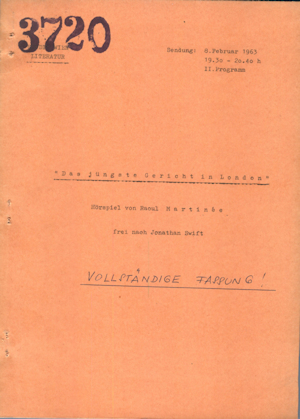 3720
LITERATUR
Sendung: 8.Februar 1963
19.30 - 20.40 h
II.Programm
"Das jüngste Gericht in London"
Hörspiel von Raoul Martinée
frei nach Jonathan Swift
VOLLSTÄNDIGE FASSUNG!